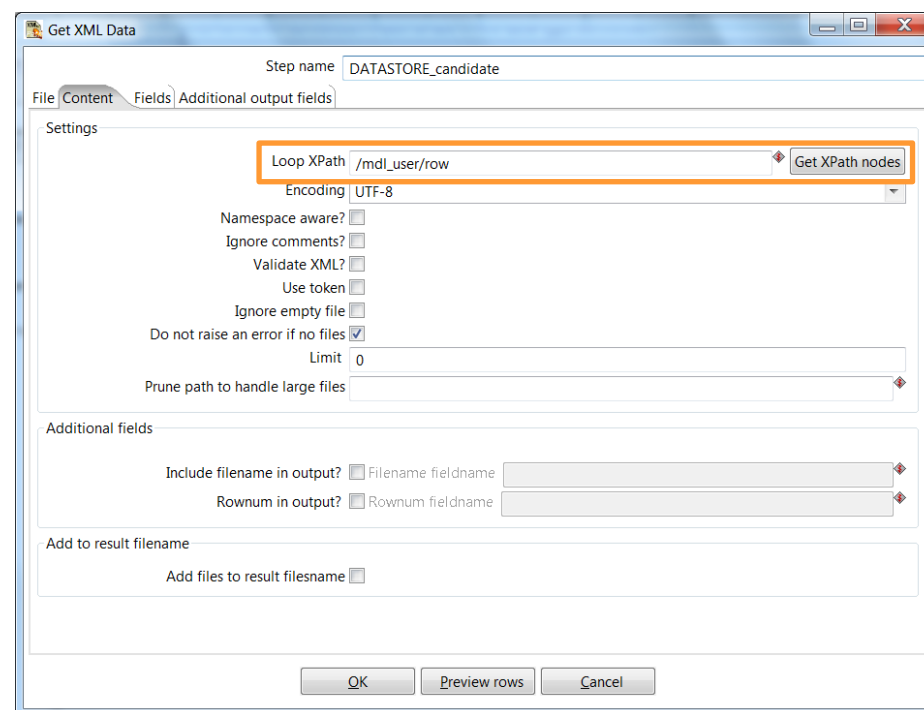 Get XML Data
Step name DATASTORE_candidate
File Content Fields Additional output fields
Settings
Loop XPath /mdl_user/row Get XPath nodes
Encoding UTF-8
Namespace aware?
Ignore comments?
Validate XML?
Use token
Ignore empty file
Do not raise an error if no files
Limit 0
Prune path to handle large files
Additional fields
Include filename in output? Filename fieldname
Rownum in output? Rownum fieldname
Add to result filename
Add files to result filesname
OK Preview rows Cancel